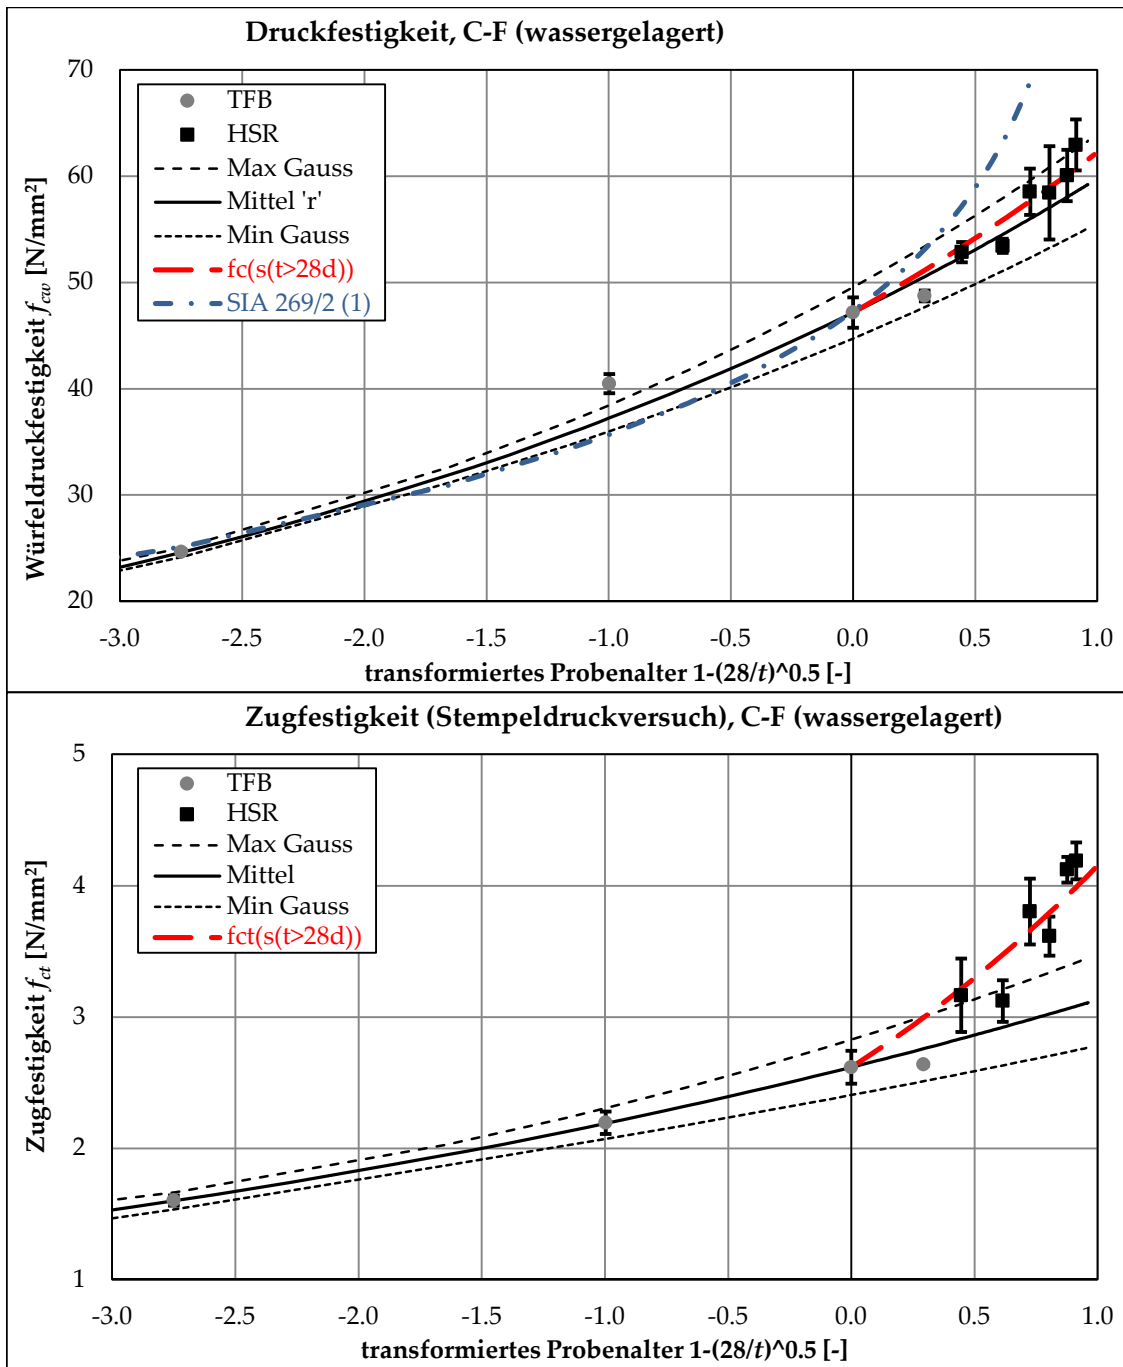 Druckfestigkeit, C-F (wassergelagert)
70
60
50
40
30
20
Würfeldruckfestigkeit fcw [N/mm²]
TFB
HSR
Max Gauss
Mittel 'r'
Min Gauss
fc(s(t>28d))
SIA 269/2 (1)
-3.0 -2.5 -2.0 -1.5 -1.0 -0.5 0.0 0.5 1.0
transformiertes Probenalter 1-(28/t)^0.5 [-]
Zugfestigkeit (Stempeldruckversuch), C-F (wassergelagert)
5
4
3
2
1
Zugfestigkeit fct [N/mm²]
TFB
HSR
Max Gauss
Mittel
Min Gauss
fct(s(t>28d))
-3.0 -2.5 -2.0 -1.5 -1.0 -0.5 0.0 0.5 1.0
transformiertes Probenalter 1-(28/t)^0.5 [-]